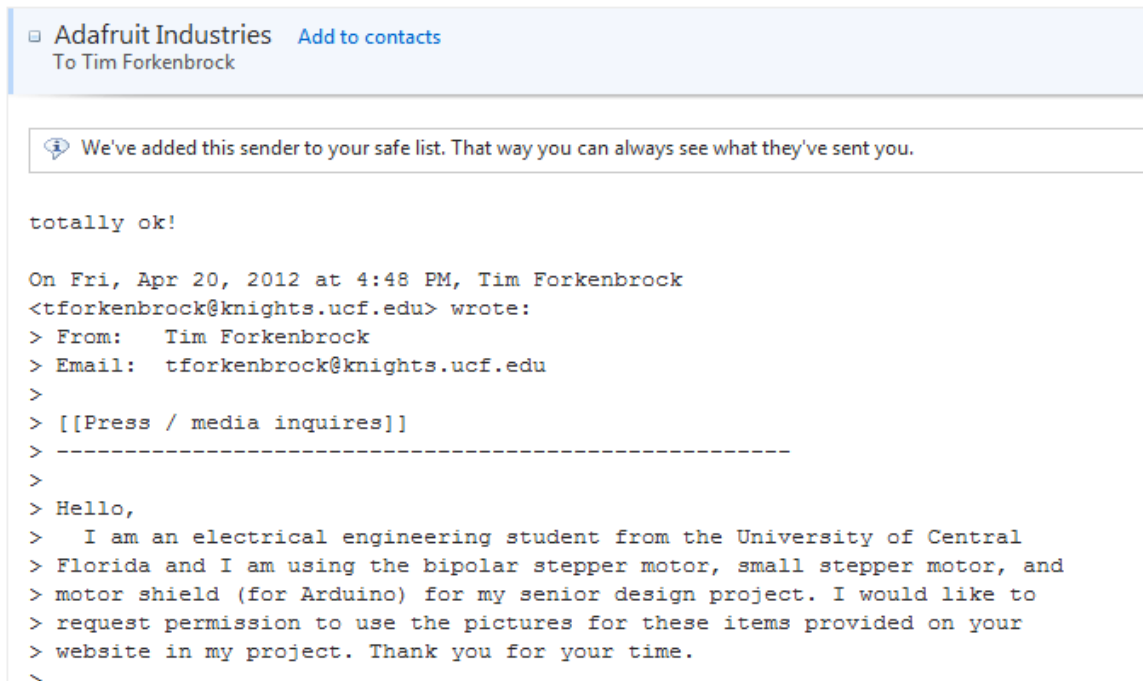 Adafruit Industries Add to contacts
To Tim Forkenbrock
We've added this sender to your safe list. That way you can always see what they've sent you.
totally ok!
On Fri, Apr 20, 2012 at 4:48 PM, Tim Forkenbrock
<tforkenbrock@knights.ucf.edu> wrote:
> From: Tim Forkenbrock
> Email: tforkenbrock@knights.ucf.edu
>
> [[Press / media inquires]]
> ------------------------------------------------------
>
> Hello,
> I am an electrical engineering student from the University of Central
> Florida and I am using the bipolar stepper motor, small stepper motor, and
> motor shield (for Arduino) for my senior design project. I would like to
> request permission to use the pictures for these items provided on your
> website in my project. Thank you for your time.
>